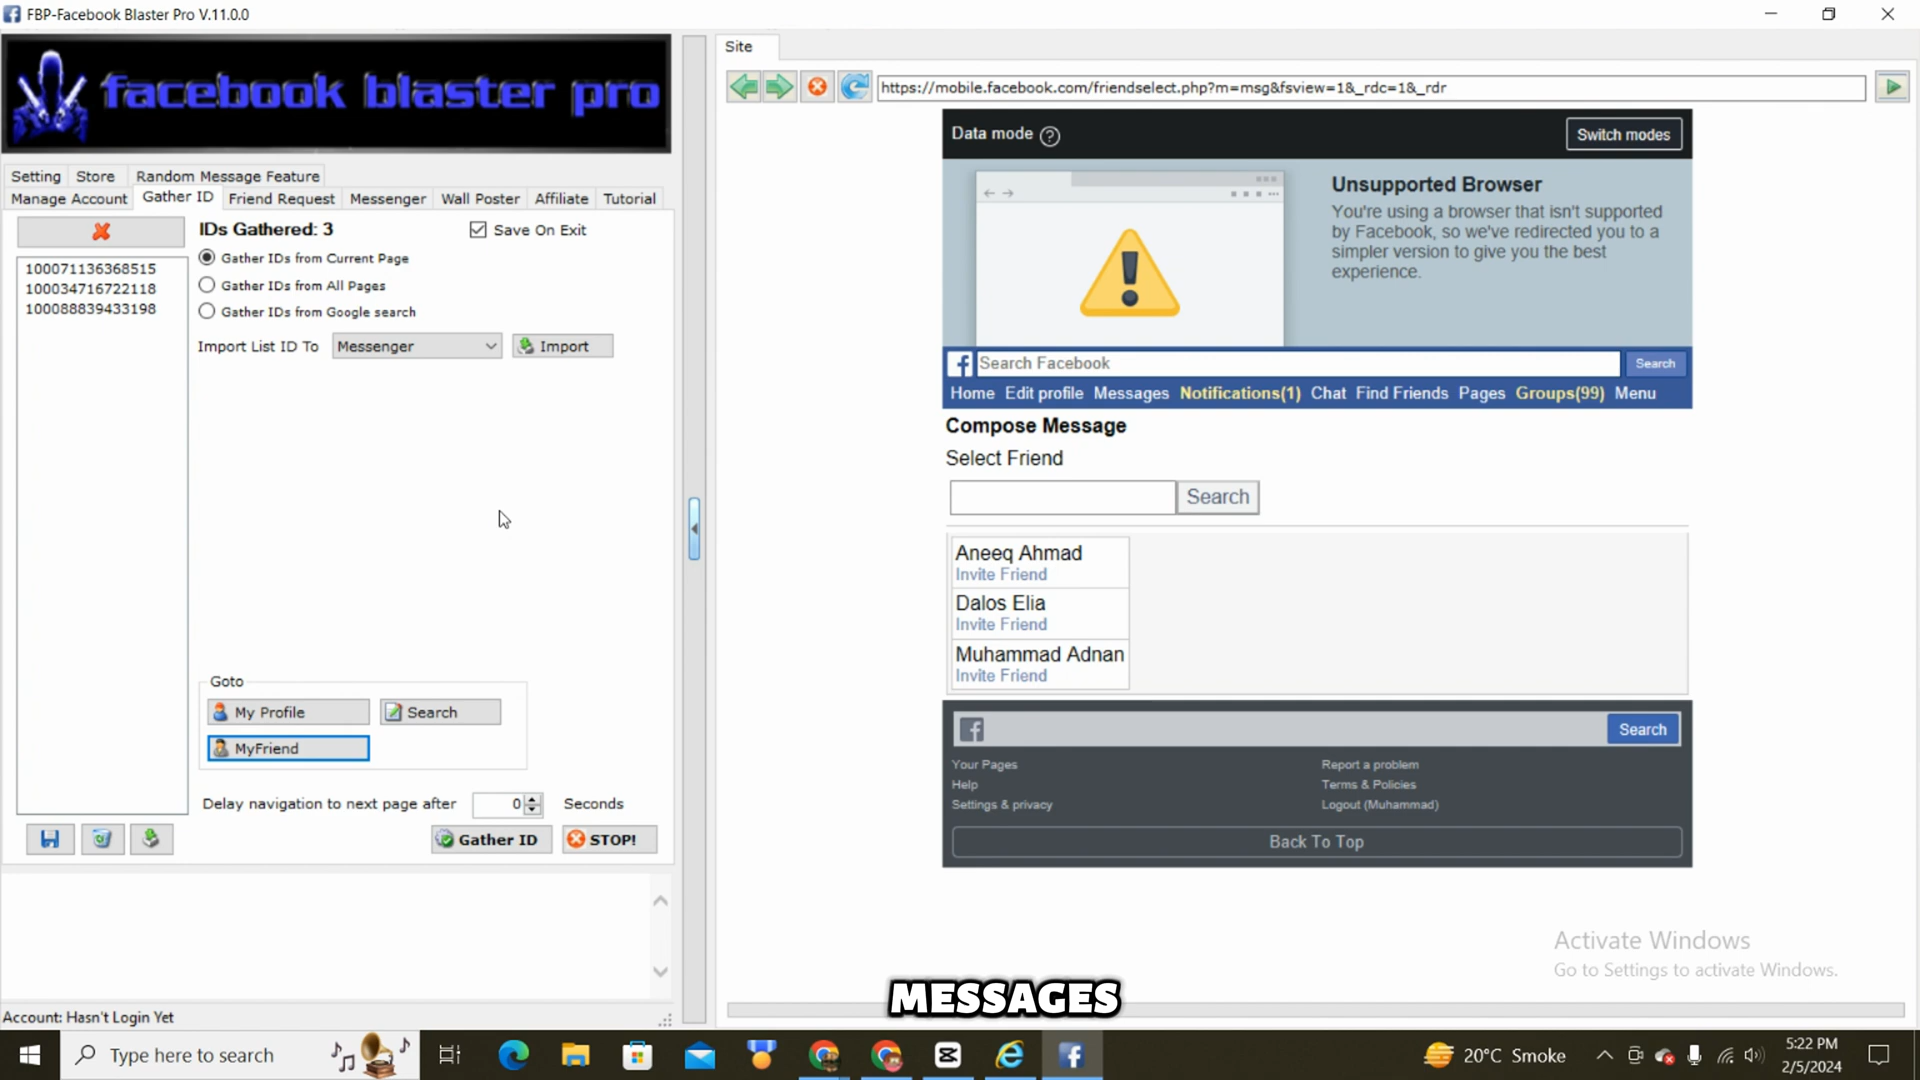 FBP-Facebook Blaster Pro V.11.0.0
facebook blaster pro
Setting Store Random Message Feature
Manage Account Gather ID Friend Request Messenger Wall Poster Affiliate Tutorial
IDs Gathered: 3
Save On Exit
100071136368515
100034716722118
100088839433198
Gather IDs from Current Page
Gather IDs from All Pages
Gather IDs from Google search
Import List ID To Messenger Import
Goto
My Profile Search
MyFriend
Delay navigation to next page after 0 Seconds
Gather ID STOP!
Account: Hasn't Login Yet
Site
https://mobile.facebook.com/friendselect.php?m=msg&fsview=1&_rdc=1&_rdr
Data mode ? Switch modes
Unsupported Browser
You're using a browser that isn't supported
by Facebook, so we've redirected you to a
simpler version to give you the best
experience.
Search Facebook Search
Home Edit profile Messages Notifications(1) Chat Find Friends Pages Groups(99) Menu
Compose Message
Select Friend
Search
Aneeq Ahmad
Invite Friend
Dalos Elia
Invite Friend
Muhammad Adnan
Invite Friend
Search
Your Pages Report a problem
Help Terms & Policies
Settings & privacy Logout (Muhammad)
Back To Top
Activate Windows
Go to Settings to activate Windows.
MESSAGES
Type here to search
20°C Smoke
5:22 PM
2/5/2024